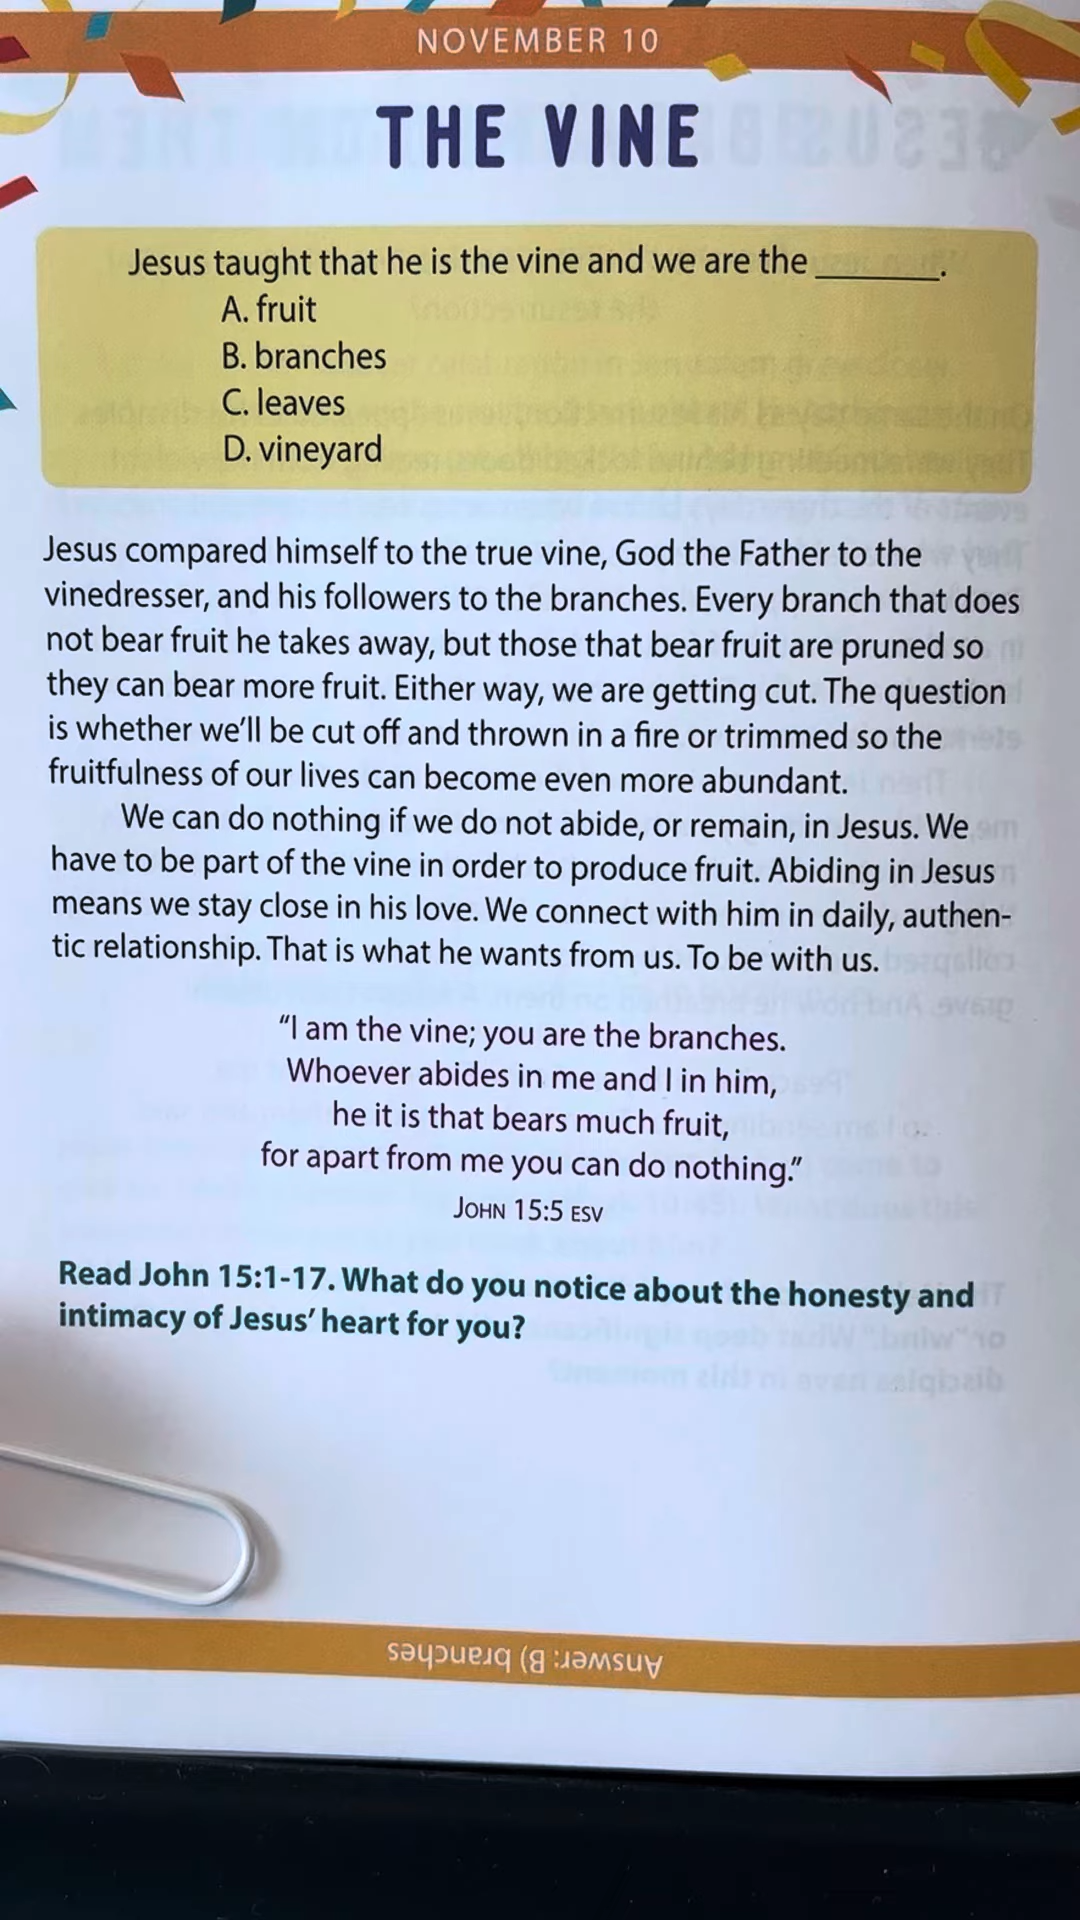 NOVEMBER 10
THE VINE
Jesus taught that he is the vine and we are the ________.
A. fruit
B. branches
C. leaves
D. vineyard
Jesus compared himself to the true vine, God the Father to the
vinedresser, and his followers to the branches. Every branch that does
not bear fruit he takes away, but those that bear fruit are pruned so
they can bear more fruit. Either way, we are getting cut. The question
is whether we’ll be cut off and thrown in a fire or trimmed so the
fruitfulness of our lives can become even more abundant.
We can do nothing if we do not abide, or remain, in Jesus. We
have to be part of the vine in order to produce fruit. Abiding in Jesus
means we stay close in his love. We connect with him in daily, authen-
tic relationship. That is what he wants from us. To be with us.
“I am the vine; you are the branches.
Whoever abides in me and I in him,
he it is that bears much fruit,
for apart from me you can do nothing.”
JOHN 15:5 ESV
Read John 15:1-17. What do you notice about the honesty and
intimacy of Jesus’ heart for you?
Answer: B) branches